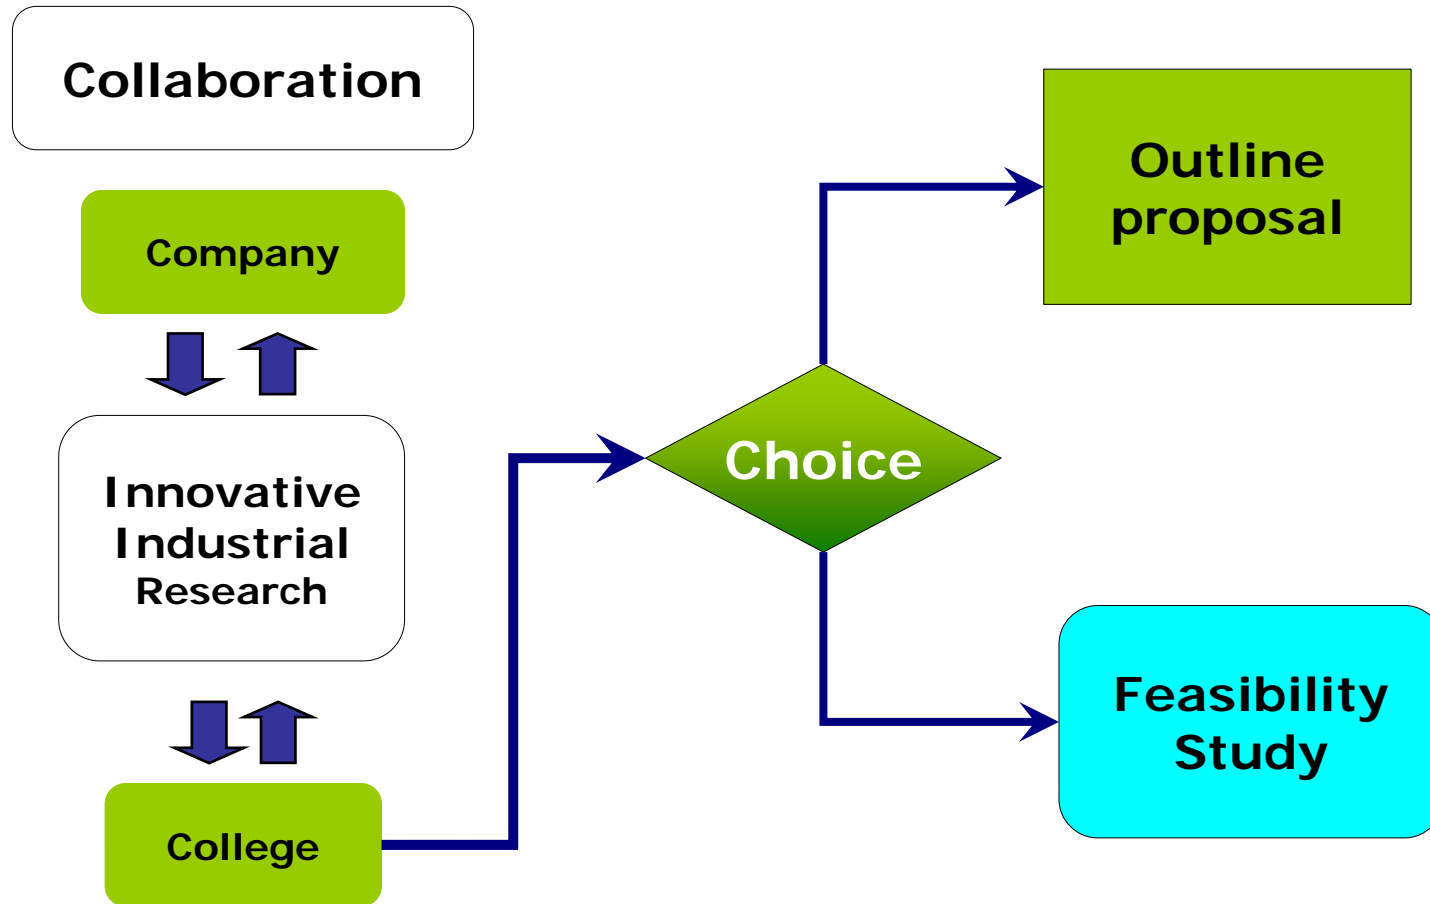 Collaboration
Company
Innovative
Industrial
Research
College
Choice
Outline
proposal
Feasibility
Study